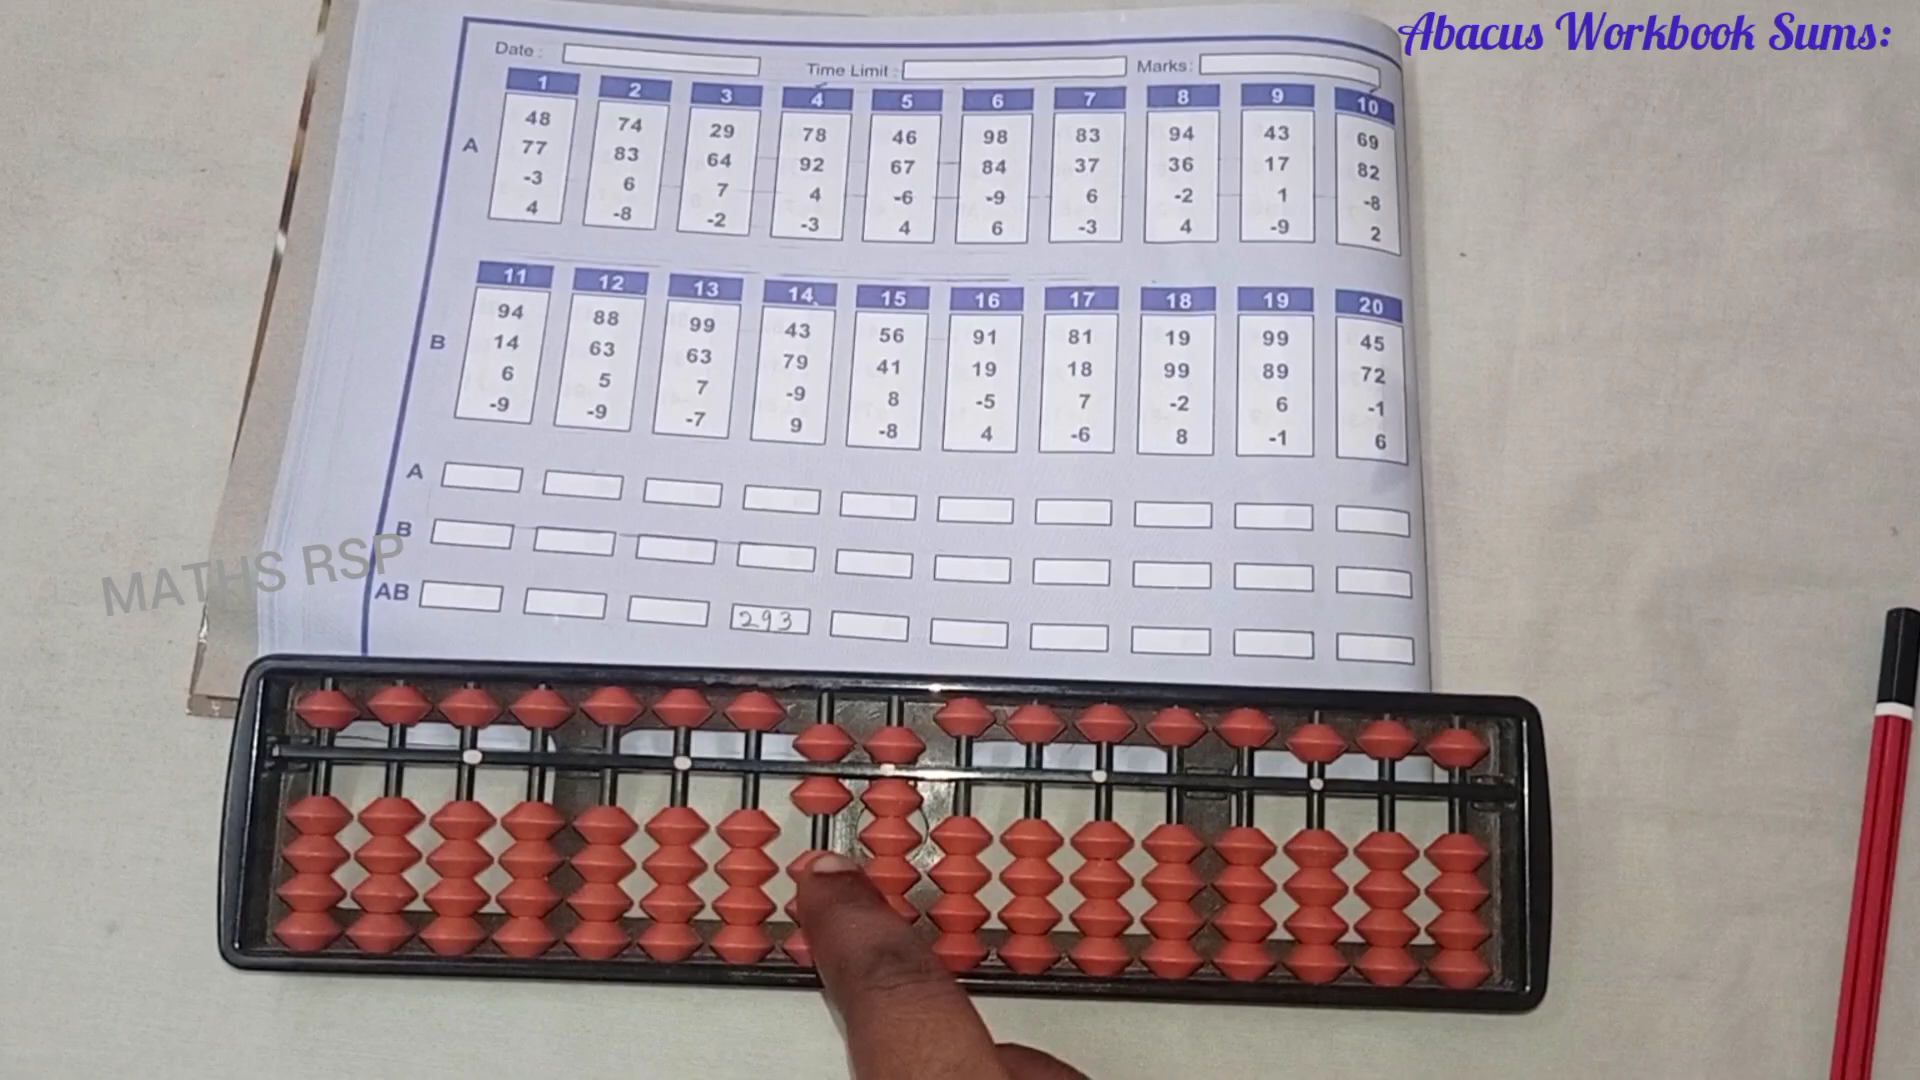 Abacus Workbook Sums:
Date :
Time Limit :
Marks:
1 2 3 4 5 6 7 8 9 10
A
48 74 29 78 46 98 83 94 43 69
77 83 64 92 67 84 37 36 17 82
-3 6 7 4 -6 -9 6 -2 1 -8
4 -8 -2 -3 4 6 -3 4 -9 2
11 12 13 14 15 16 17 18 19 20
B
94 88 99 43 56 91 81 19 99 45
14 63 63 79 41 19 18 99 89 72
6 5 7 -9 8 -5 7 -2 6 -1
-9 -9 -7 9 -8 4 -6 8 -1 6
A
B
AB 293
MATHS RSP